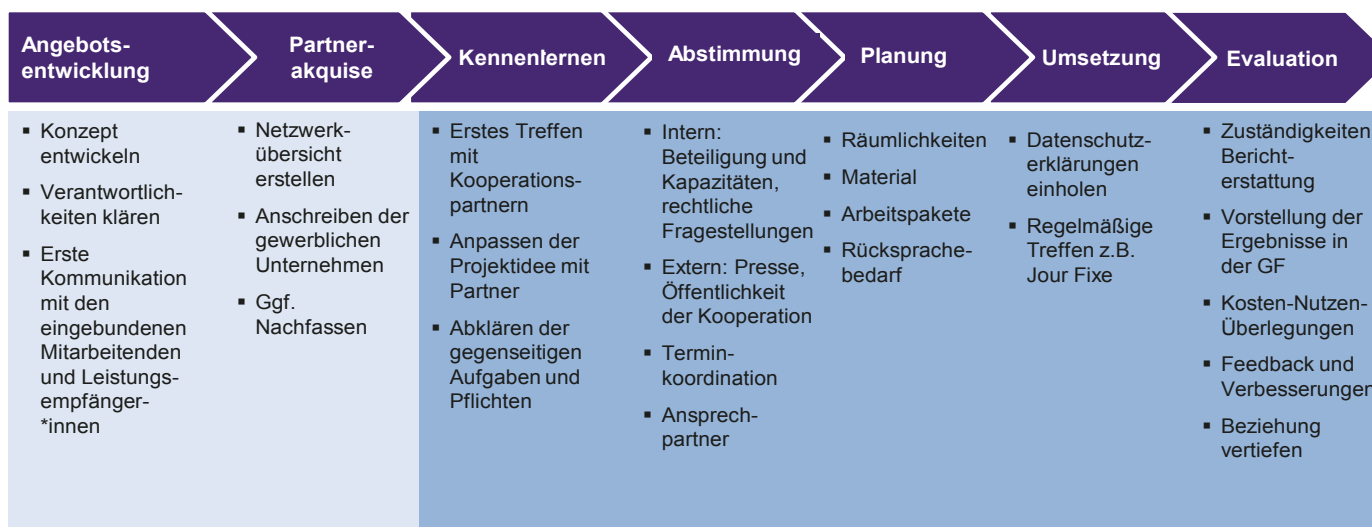 Angebots-
entwicklung
Partner-
akquise
Kennenlernen
Abstimmung
Planung
Umsetzung
Evaluation
▪ Konzept
entwickeln
▪ Verantwortlich-
keiten klären
▪ Erste
Kommunikation
mit den
eingebundenen
Mitarbeitenden
und Leistungs-
empfänger-
*innen
▪ Netzwerk-
übersicht
erstellen
▪ Anschreiben der
gewerblichen
Unternehmen
▪ Ggf.
Nachfassen
▪ Erstes Treffen
mit
Kooperations-
partnern
▪ Anpassen der
Projektidee mit
Partner
▪ Abklären der
gegenseitigen
Aufgaben und
Pflichten
▪ Intern:
Beteiligung und
Kapazitäten,
rechtliche
Fragestellungen
▪ Extern: Presse,
Öffentlichkeit
der Kooperation
▪ Termin-
koordination
▪ Ansprech-
partner
▪ Räumlichkeiten
▪ Material
▪ Arbeitspakete
▪ Rücksprache-
bedarf
▪ Datenschutz-
erklärungen
einholen
▪ Regelmäßige
Treffen z.B.
Jour Fixe
▪ Zuständigkeiten
Bericht-
erstattung
▪ Vorstellung der
Ergebnisse in
der GF
▪ Kosten-Nutzen-
Überlegungen
▪ Feedback und
Verbesserungen
▪ Beziehung
vertiefen